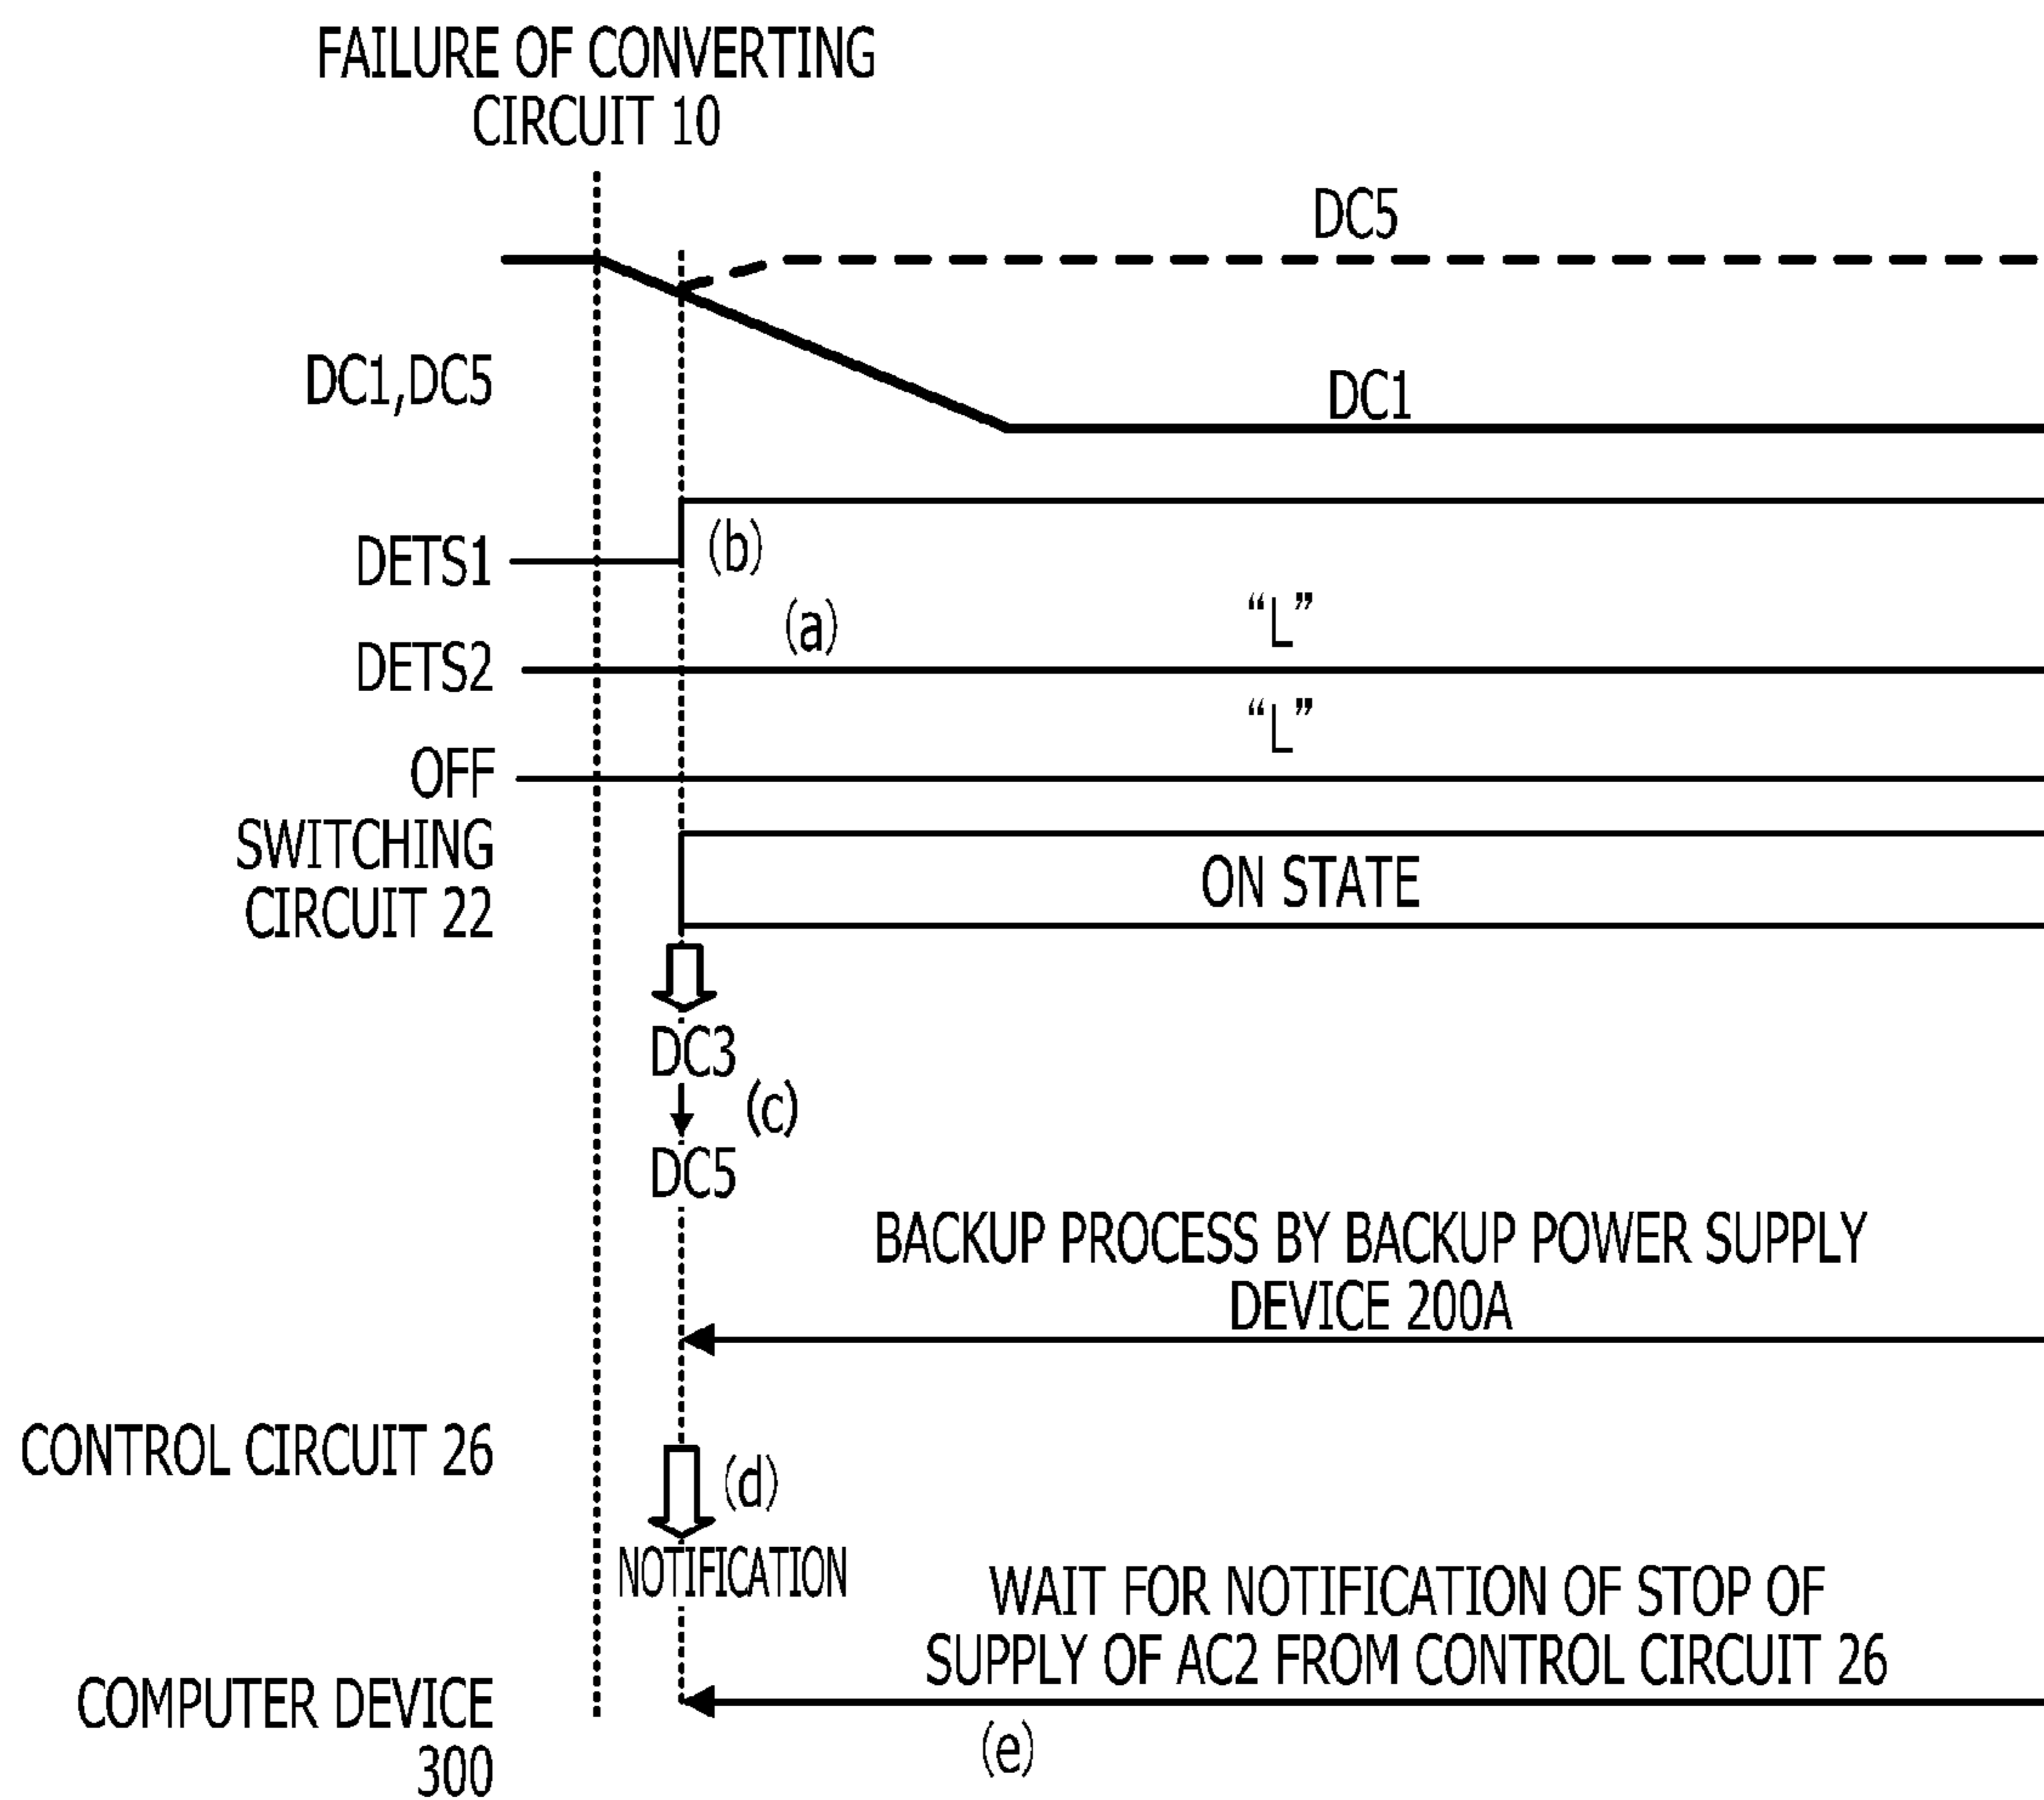 FAILURE OF CONVERTING
CIRCUIT 10
DC5
DC1,DC5
DC1
DETS1
(b)
(a)
“L”
DETS2
“L”
OFF
SWITCHING
CIRCUIT 22
ON STATE
DC3
(c)
DC5
BACKUP PROCESS BY BACKUP POWER SUPPLY
DEVICE 200A
CONTROL CIRCUIT 26
(d)
NOTIFICATION
WAIT FOR NOTIFICATION OF STOP OF
SUPPLY OF AC2 FROM CONTROL CIRCUIT 26
COMPUTER DEVICE
300
(e)